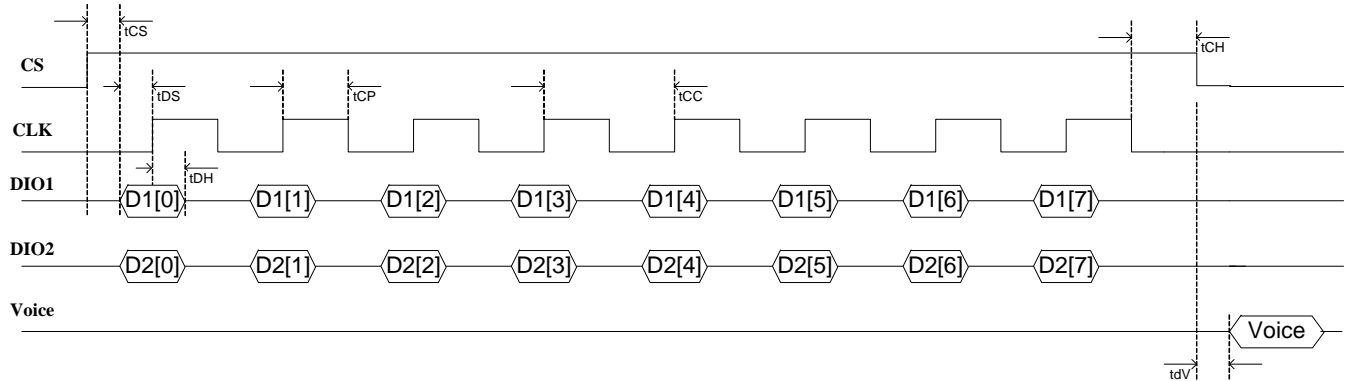 tCS
tCH
CS
tDS
tCP
tCC
CLK
tDH
DIO1
D1[0] D1[1] D1[2] D1[3] D1[4] D1[5] D1[6] D1[7]
DIO2
D2[0] D2[1] D2[2] D2[3] D2[4] D2[5] D2[6] D2[7]
Voice
Voice
tdV